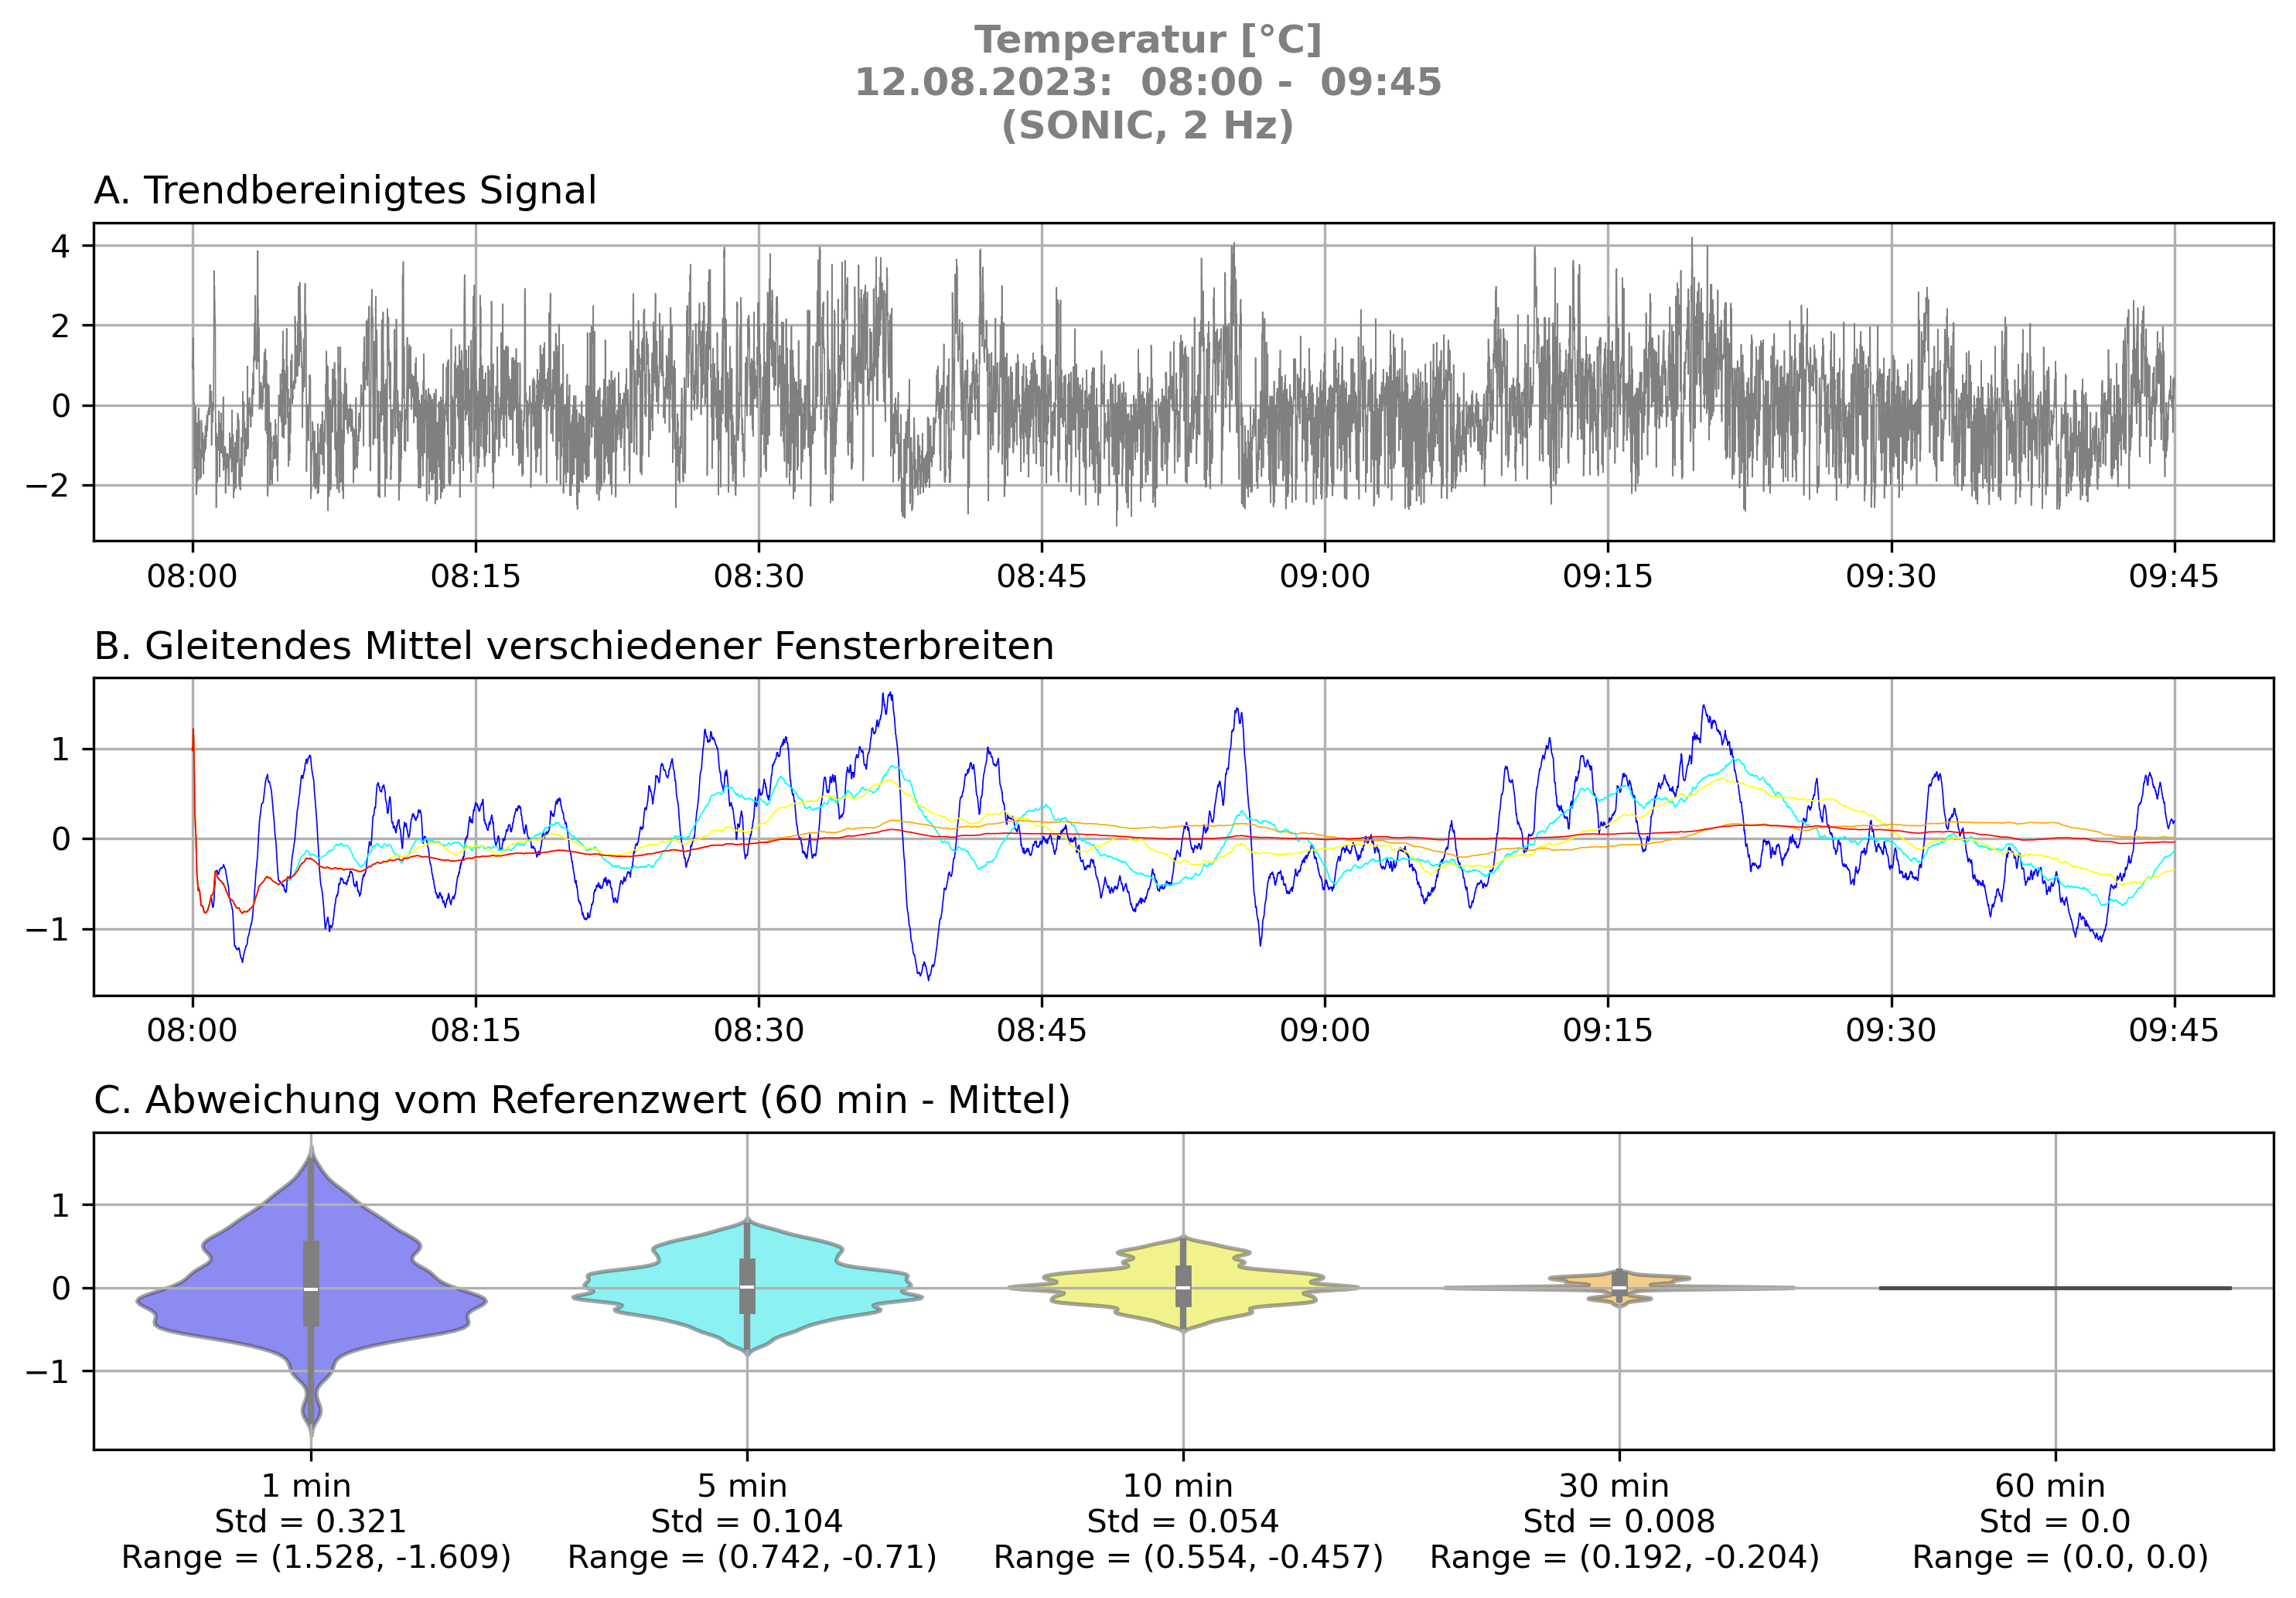 Temperatur [°C]
12.08.2023:  08:00 -  09:45
(SONIC, 2 Hz)
A. Trendbereinigtes Signal
4
2
0
−2
08:00 08:15 08:30 08:45 09:00 09:15 09:30 09:45
B. Gleitendes Mittel verschiedener Fensterbreiten
1
0
−1
08:00 08:15 08:30 08:45 09:00 09:15 09:30 09:45
C. Abweichung vom Referenzwert (60 min - Mittel)
1
0
−1
1 min 5 min 10 min 30 min 60 min
Std = 0.321 Std = 0.104 Std = 0.054 Std = 0.008 Std = 0.0
Range = (1.528, -1.609) Range = (0.742, -0.71) Range = (0.554, -0.457) Range = (0.192, -0.204) Range = (0.0, 0.0)